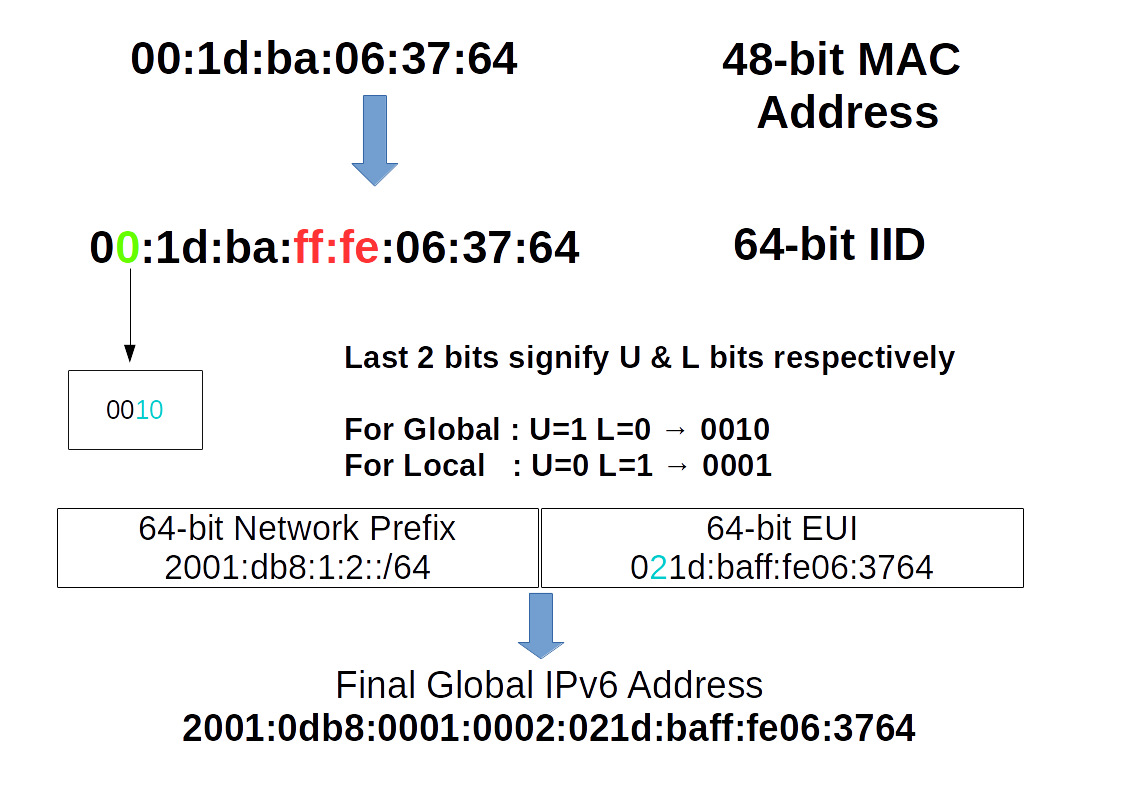 00:1d:ba:06:37:64
48-bit MAC
Address
00:1d:ba:ff:fe:06:37:64
64-bit IID
0010
Last 2 bits signify U & L bits respectively
For Global : U=1 L=0 → 0010
For Local : U=0 L=1 → 0001
64-bit Network Prefix
2001:db8:1:2::/64
64-bit EUI
021d:baff:fe06:3764
Final Global IPv6 Address
2001:0db8:0001:0002:021d:baff:fe06:3764